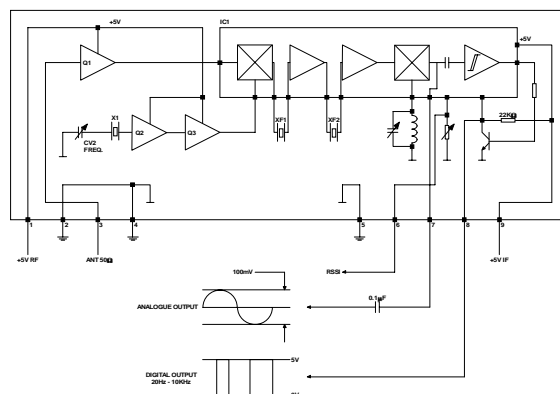 +5V
IC1
+5V
Q1
X1
Q2
Q3
XF1
XF2
CV2
FREQ.
22KΩ
1
2
3
4
5
6
7
8
9
+5V RF
ANT 50Ω
+5V IF
100mV
RSSI
ANALOGUE OUTPUT
0.1µF
5V
DIGITAL OUTPUT
20Hz - 10KHz